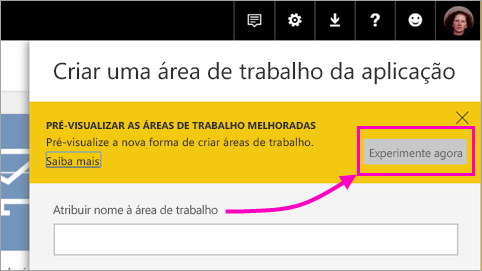 Criar uma área de trabalho da aplicação
PRÉ-VISUALIZAR AS ÁREAS DE TRABALHO MELHORADAS
Pré-visualize a nova forma de criar áreas de trabalho.
Saiba mais
Experimente agora
Atribuir nome à área de trabalho